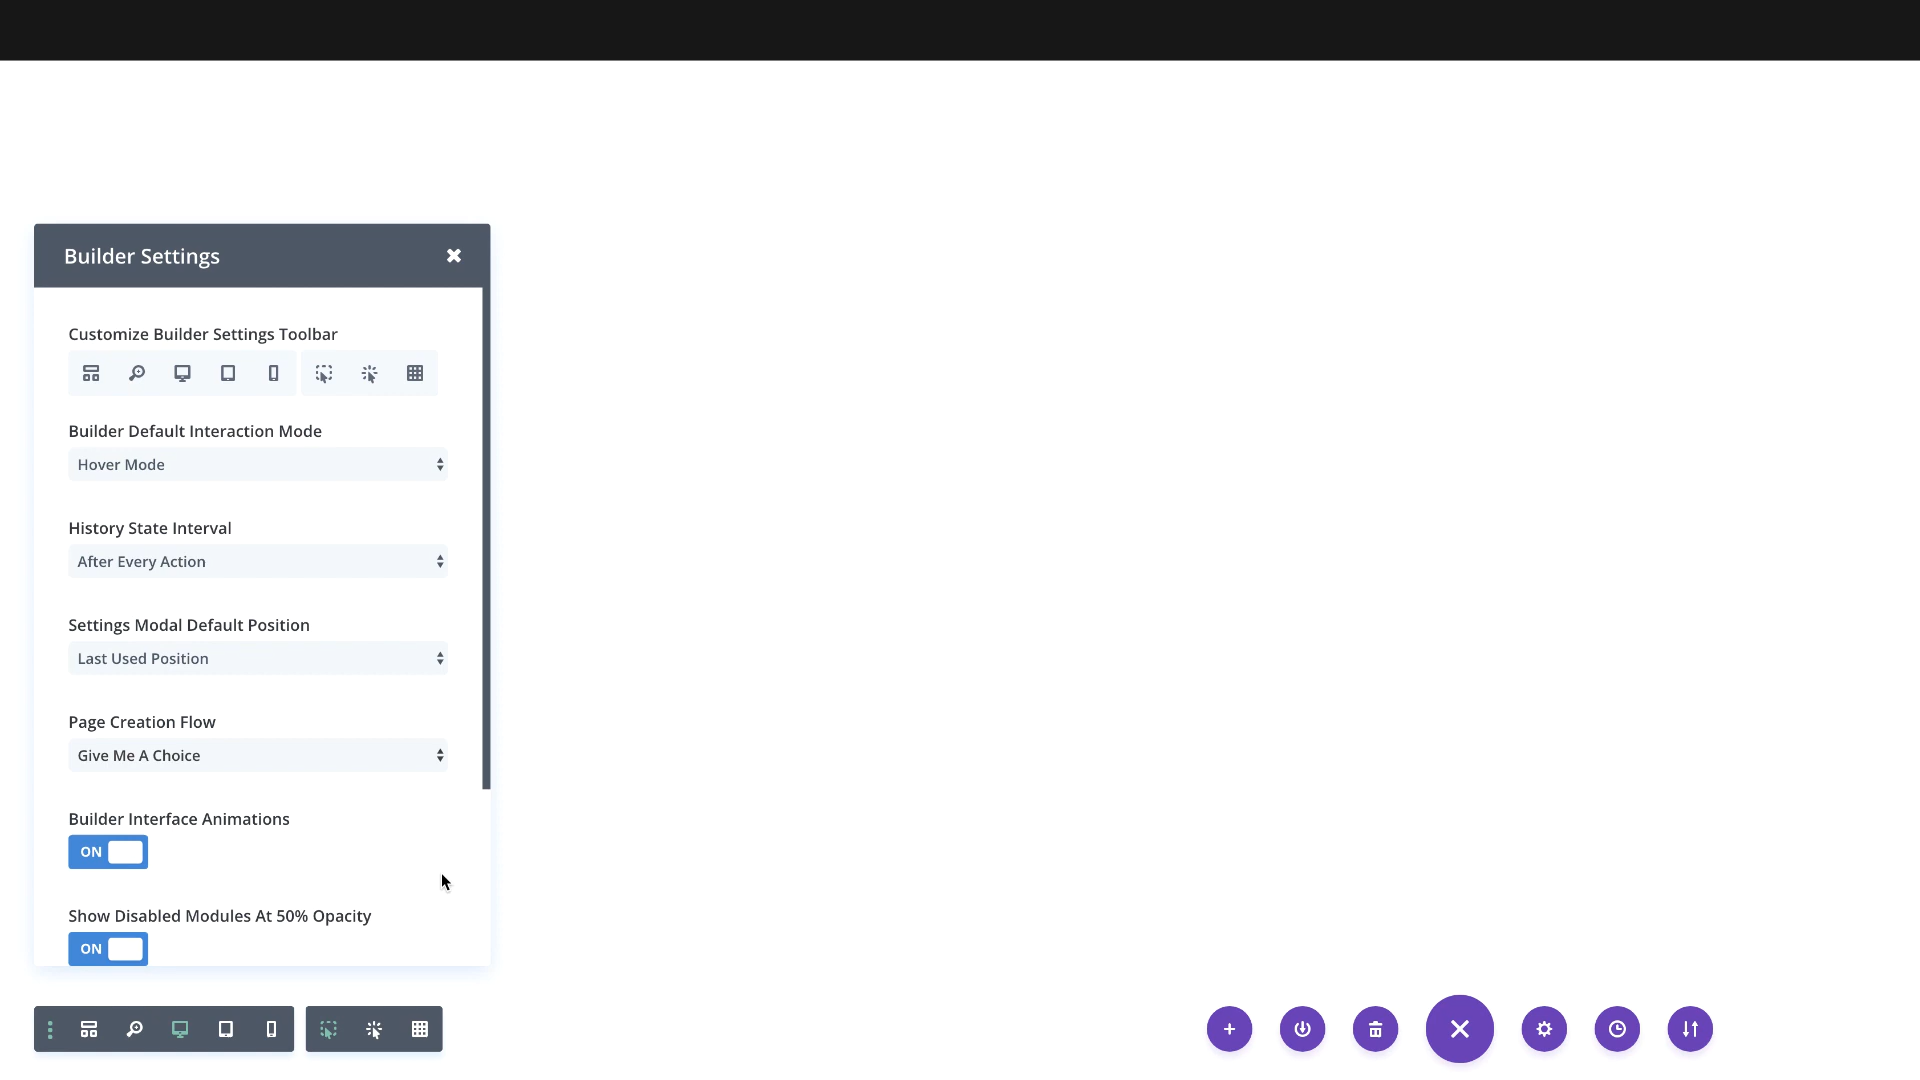 Builder Settings
Customize Builder Settings Toolbar
Builder Default Interaction Mode
Hover Mode
History State Interval
After Every Action
Settings Modal Default Position
Last Used Position
Page Creation Flow
Give Me A Choice
Builder Interface Animations
ON
Show Disabled Modules At 50% Opacity
ON